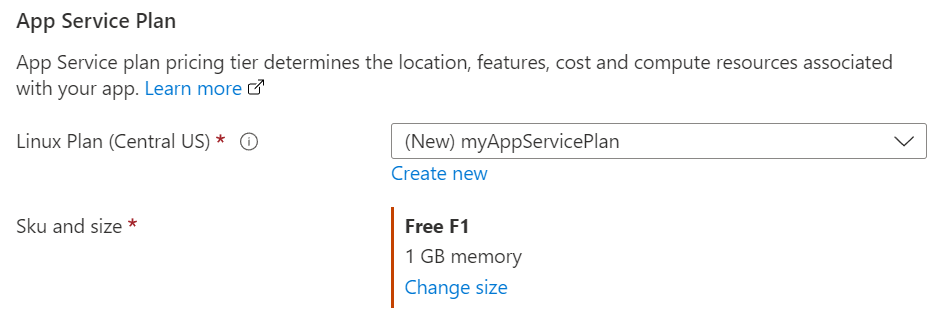 App Service Plan
App Service plan pricing tier determines the location, features, cost and compute resources associated
with your app. Learn more
Linux Plan (Central US) *
(New) myAppServicePlan
Create new
Sku and size *
Free F1
1 GB memory
Change size